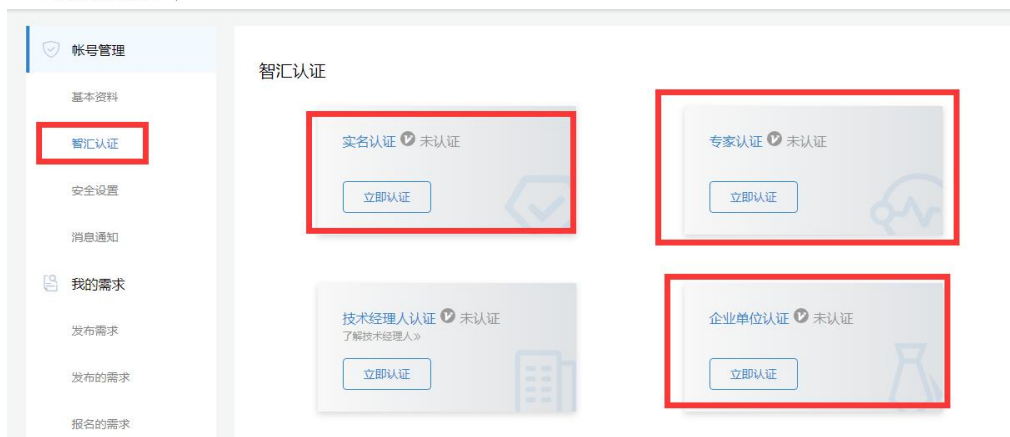 帐号管理
基本资料
智汇认证
安全设置
消息通知
我的需求
发布需求
发布的需求
报名的需求
智汇认证
实名认证 未认证
立即认证
专家认证 未认证
立即认证
技术经理人认证 未认证
了解技术经理人»
立即认证
企业单位认证 未认证
立即认证